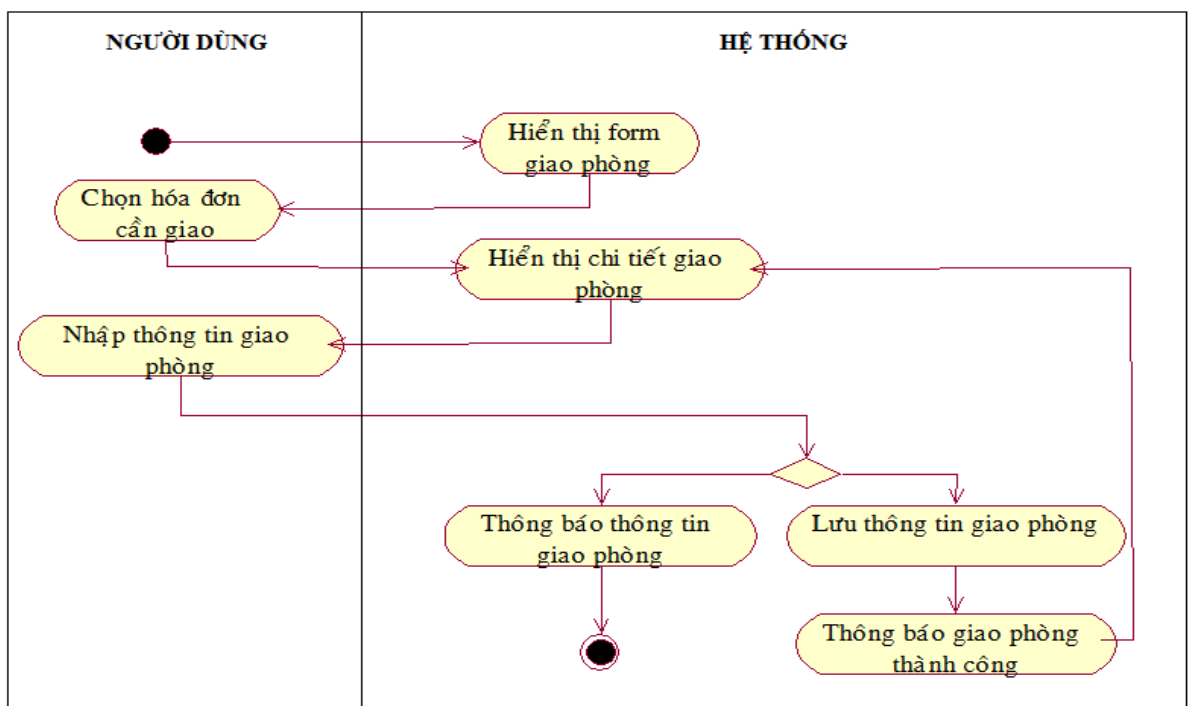 NGƯỜI DÙNG
HỆ THỐNG
Hiển thị form
giao phòng
Chọn hóa đơn
cần giao
Hiển thị chi tiết giao
phòng
Nhập thông tin giao
phòng
Thông báo thông tin
giao phòng
Lưu thông tin giao phòng
Thông báo giao phòng
thành công